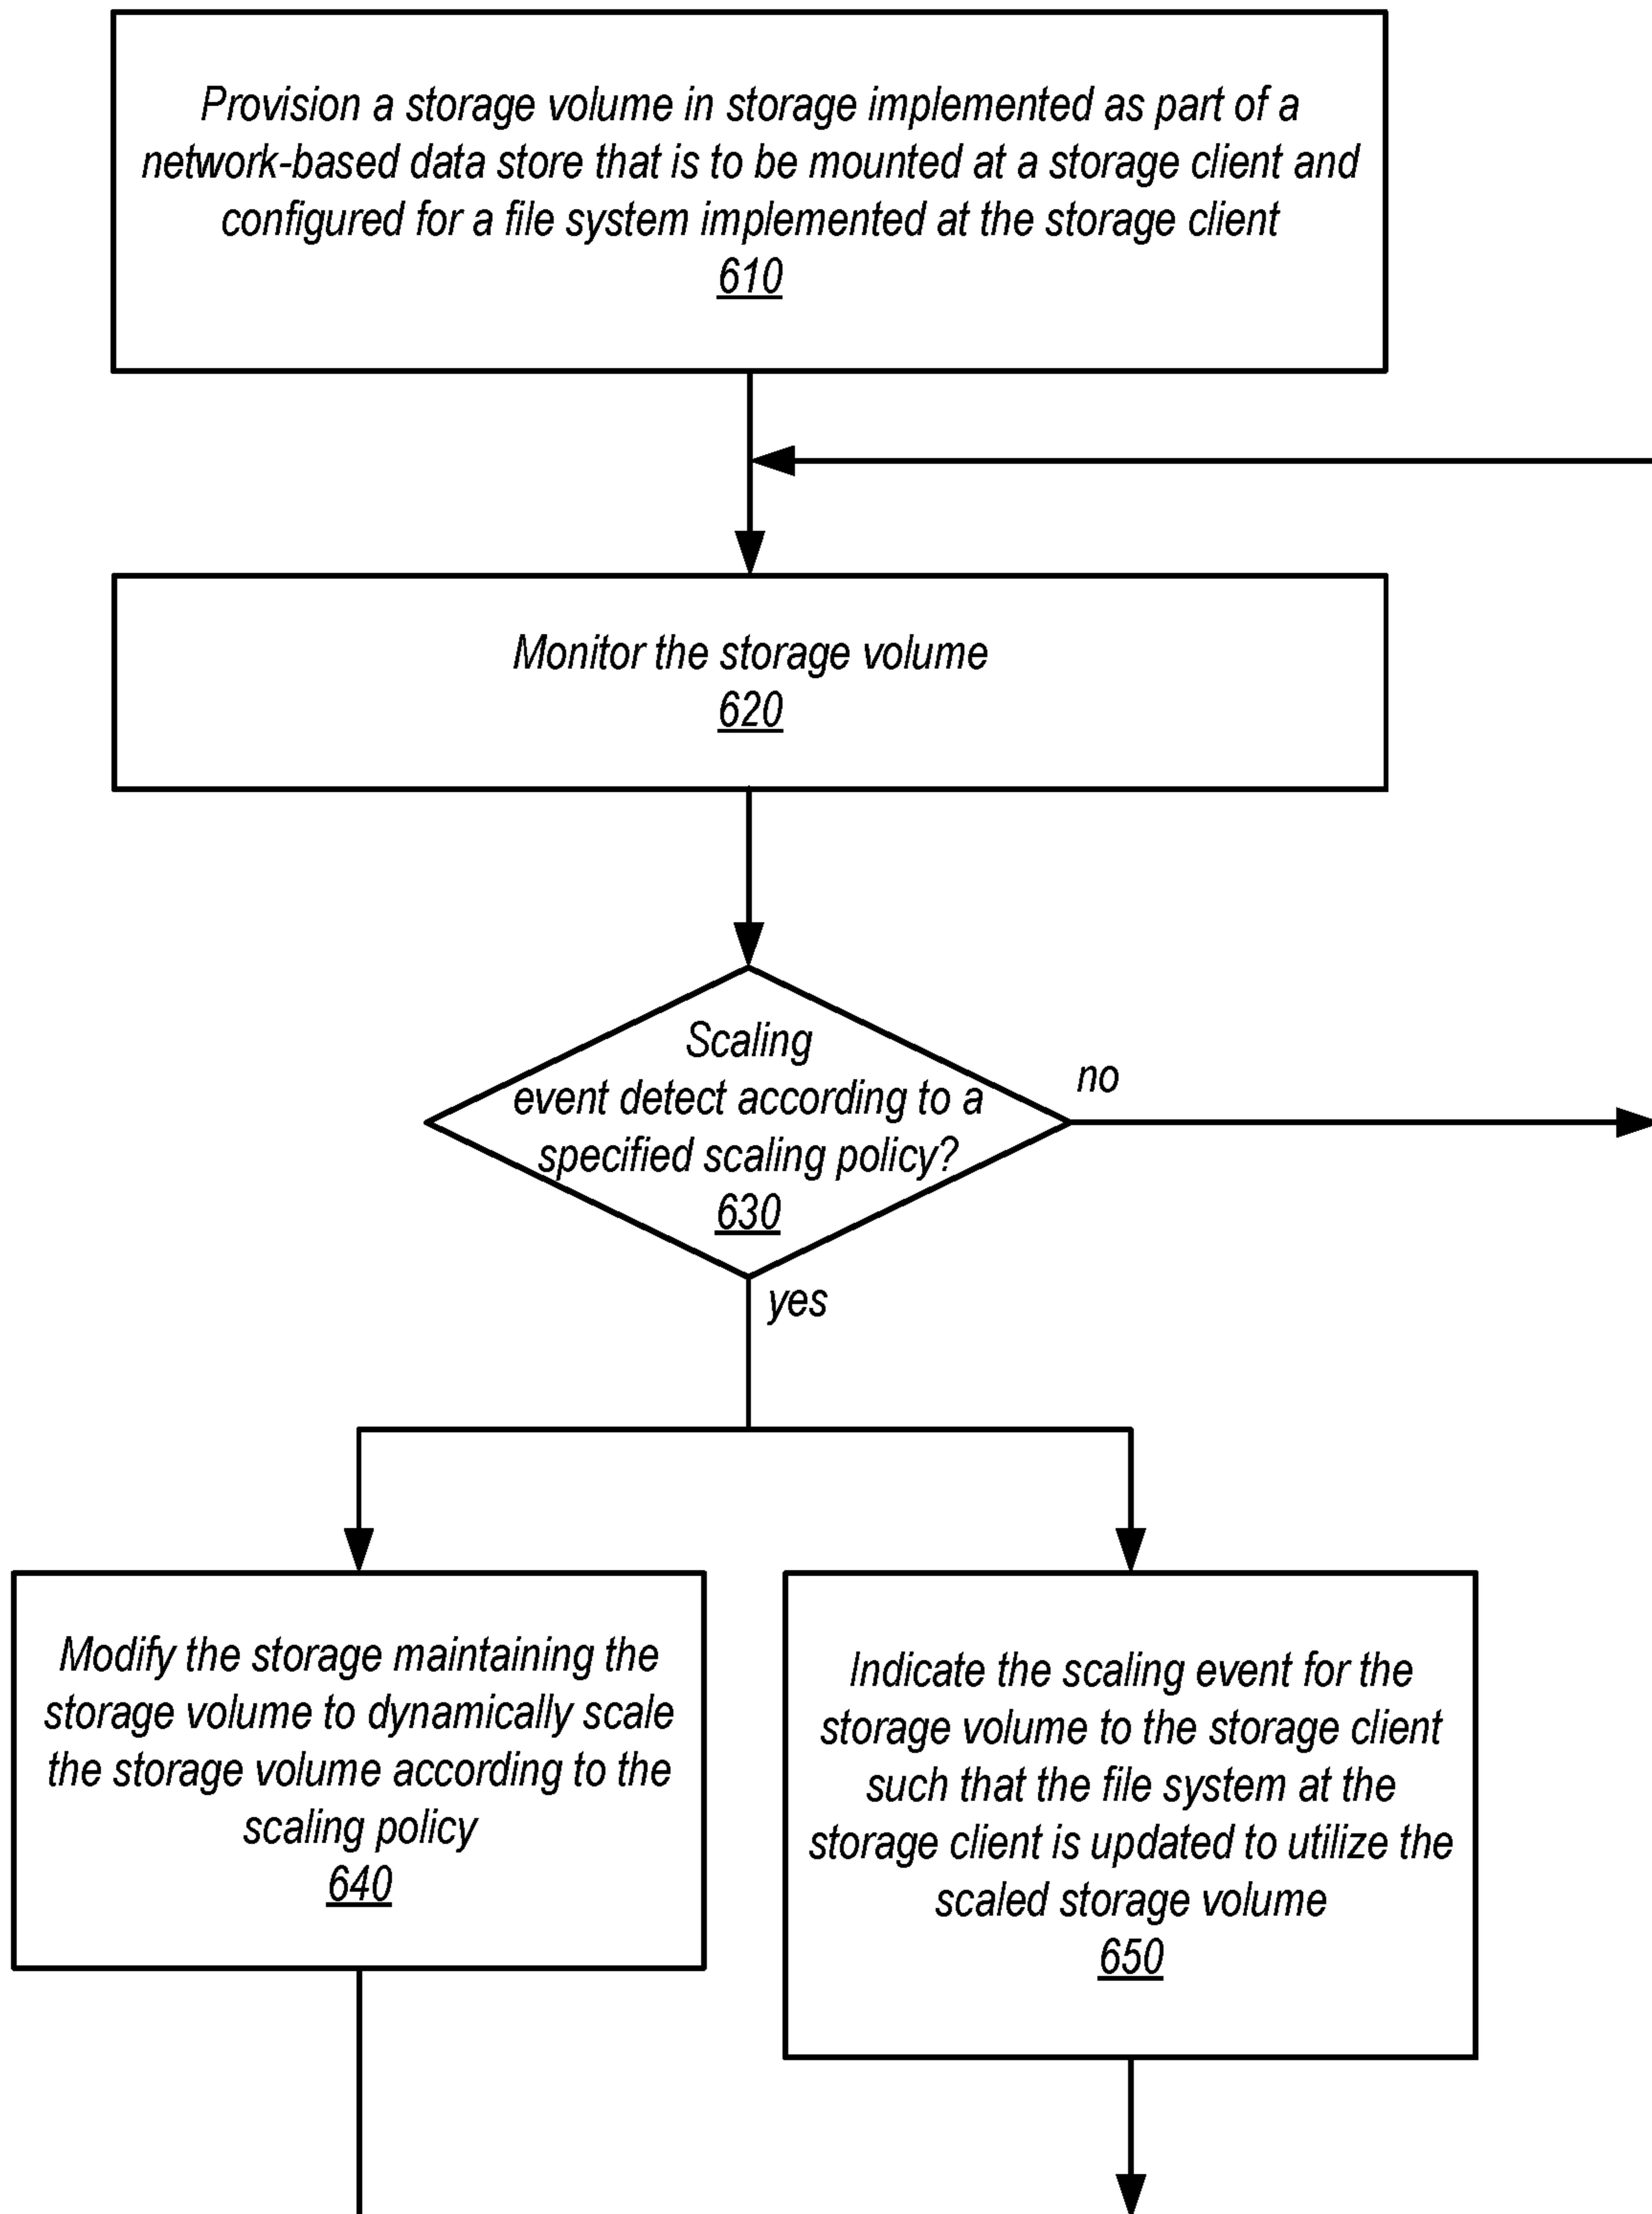 Provision a storage volume in storage implemented as part of a
network-based data store that is to be mounted at a storage client and
configured for a file system implemented at the storage client
610
Monitor the storage volume
620
Scaling
event detect according to a
specified scaling policy?
630
no
yes
Modify the storage maintaining the
storage volume to dynamically scale
the storage volume according to the
scaling policy
640
Indicate the scaling event for the
storage volume to the storage client
such that the file system at the
storage client is updated to utilize the
scaled storage volume
650